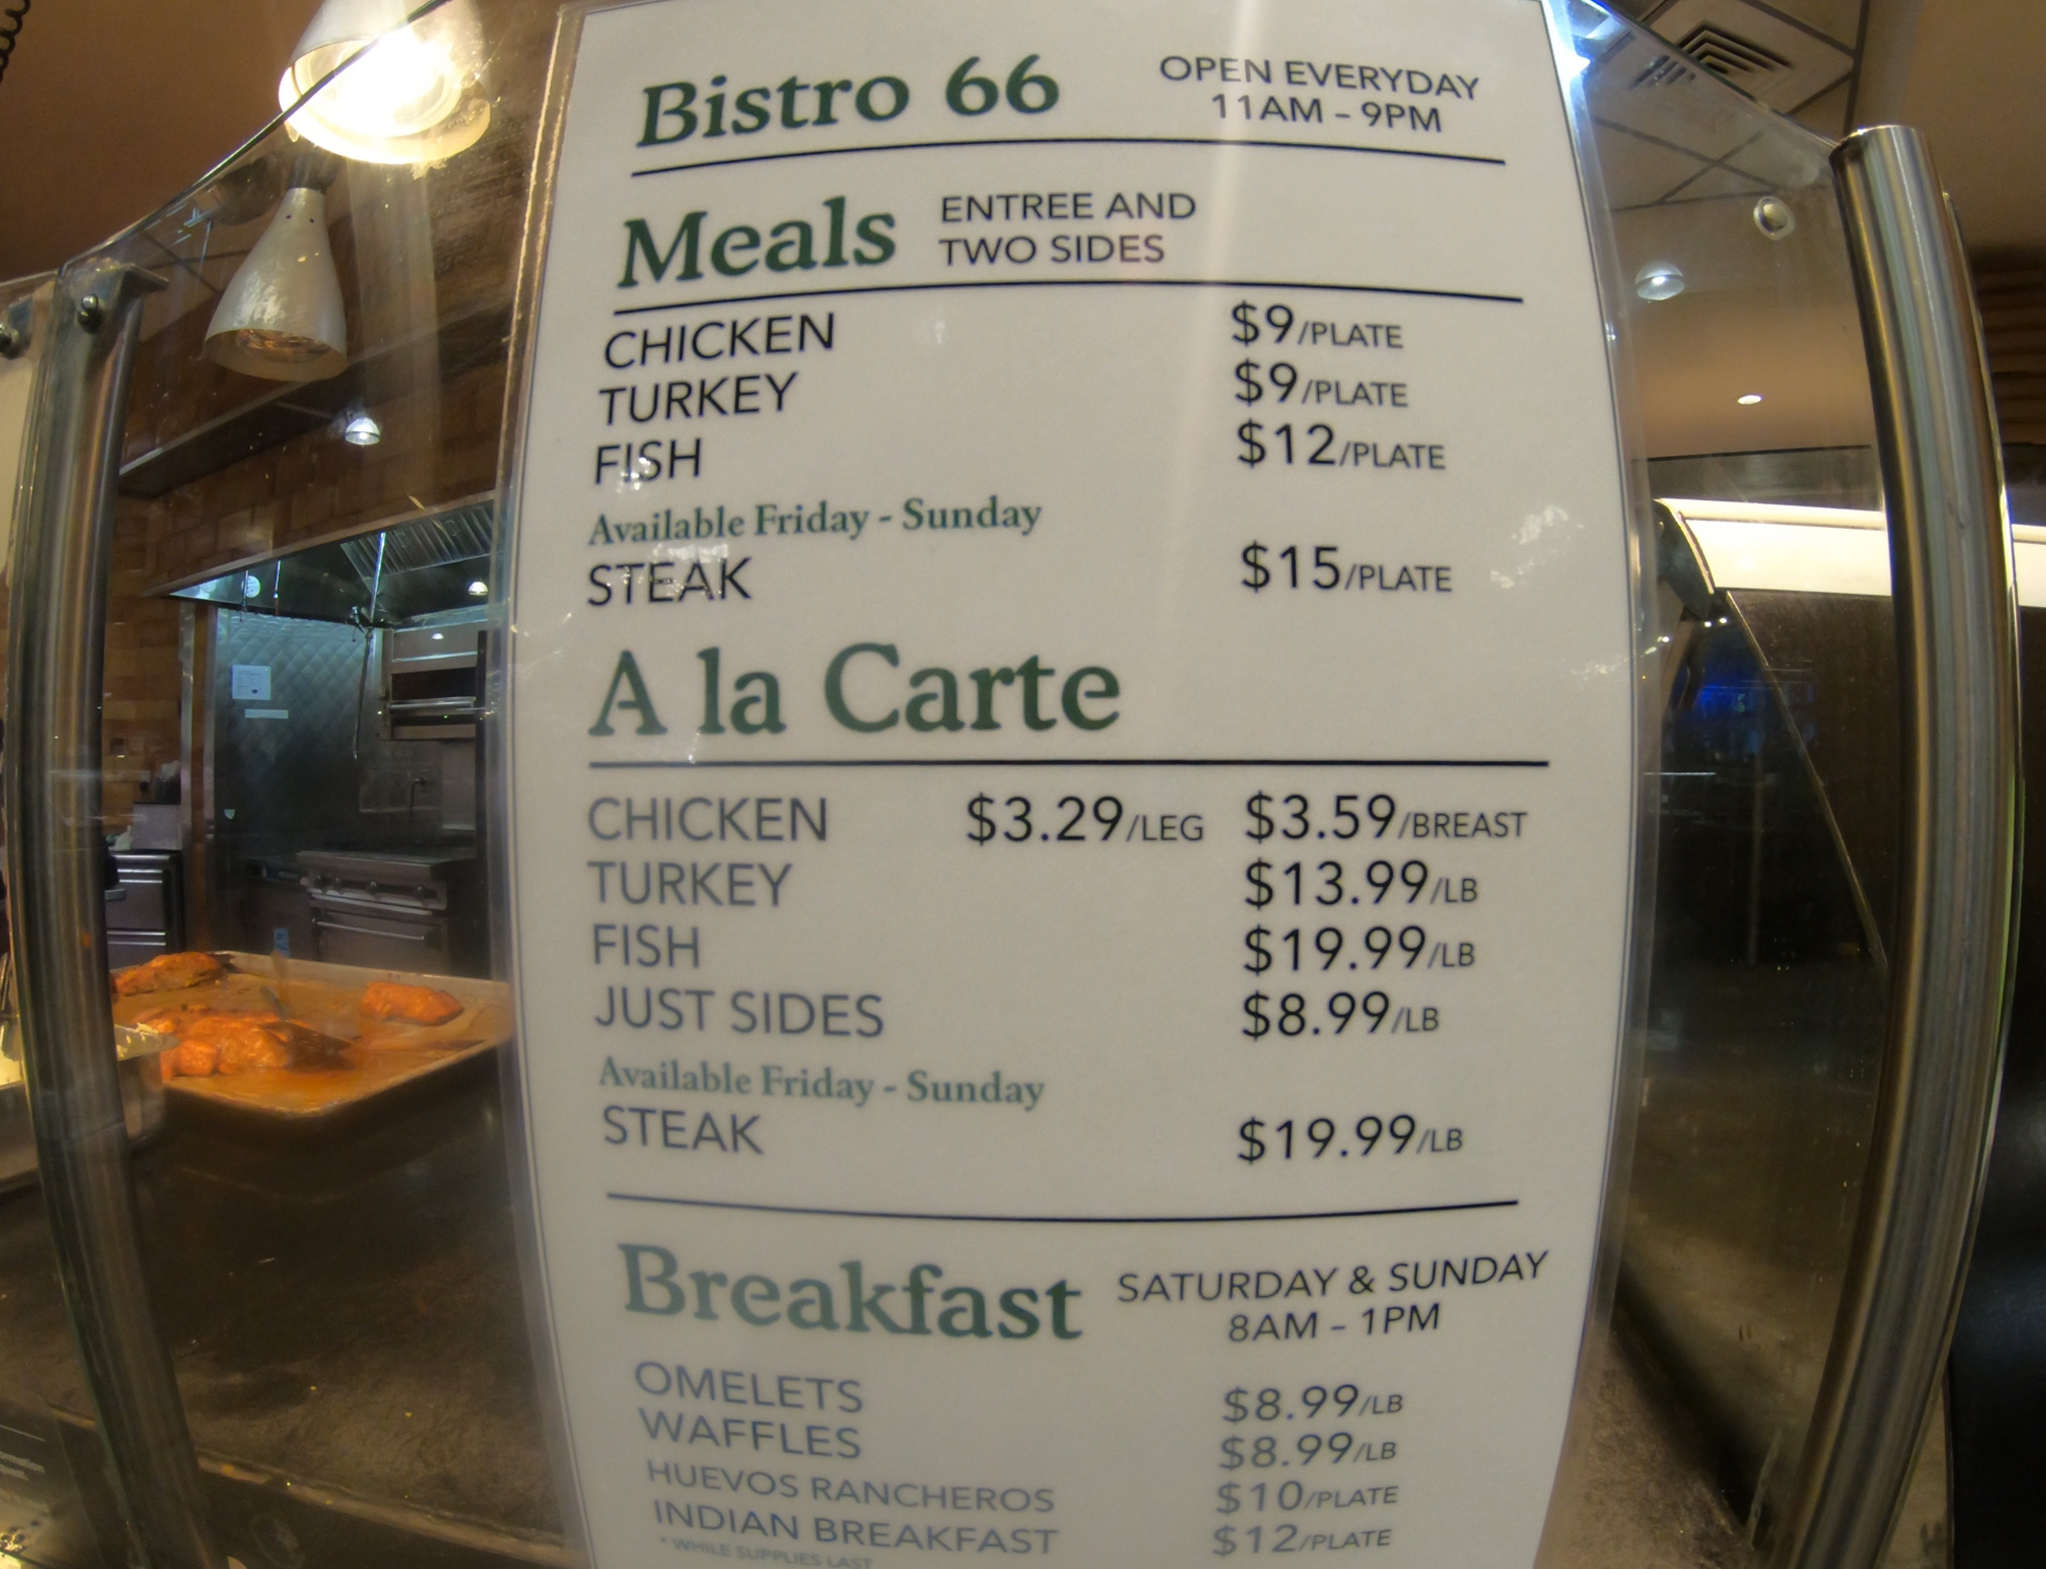 Bistro 66 OPEN EVERYDAY
11AM – 9PM
Meals ENTREE AND
TWO SIDES
CHICKEN $9/PLATE
TURKEY $9/PLATE
FISH $12/PLATE
Available Friday - Sunday
STEAK $15/PLATE
A la Carte
CHICKEN $3.29/LEG $3.59/BREAST
TURKEY $13.99/LB
FISH $19.99/LB
JUST SIDES $8.99/LB
Available Friday - Sunday
STEAK $19.99/LB
Breakfast SATURDAY & SUNDAY
8AM – 1PM
OMELETS $8.99/LB
WAFFLES $8.99/LB
HUEVOS RANCHEROS $10/PLATE
INDIAN BREAKFAST $12/PLATE
* WHILE SUPPLIES LAST